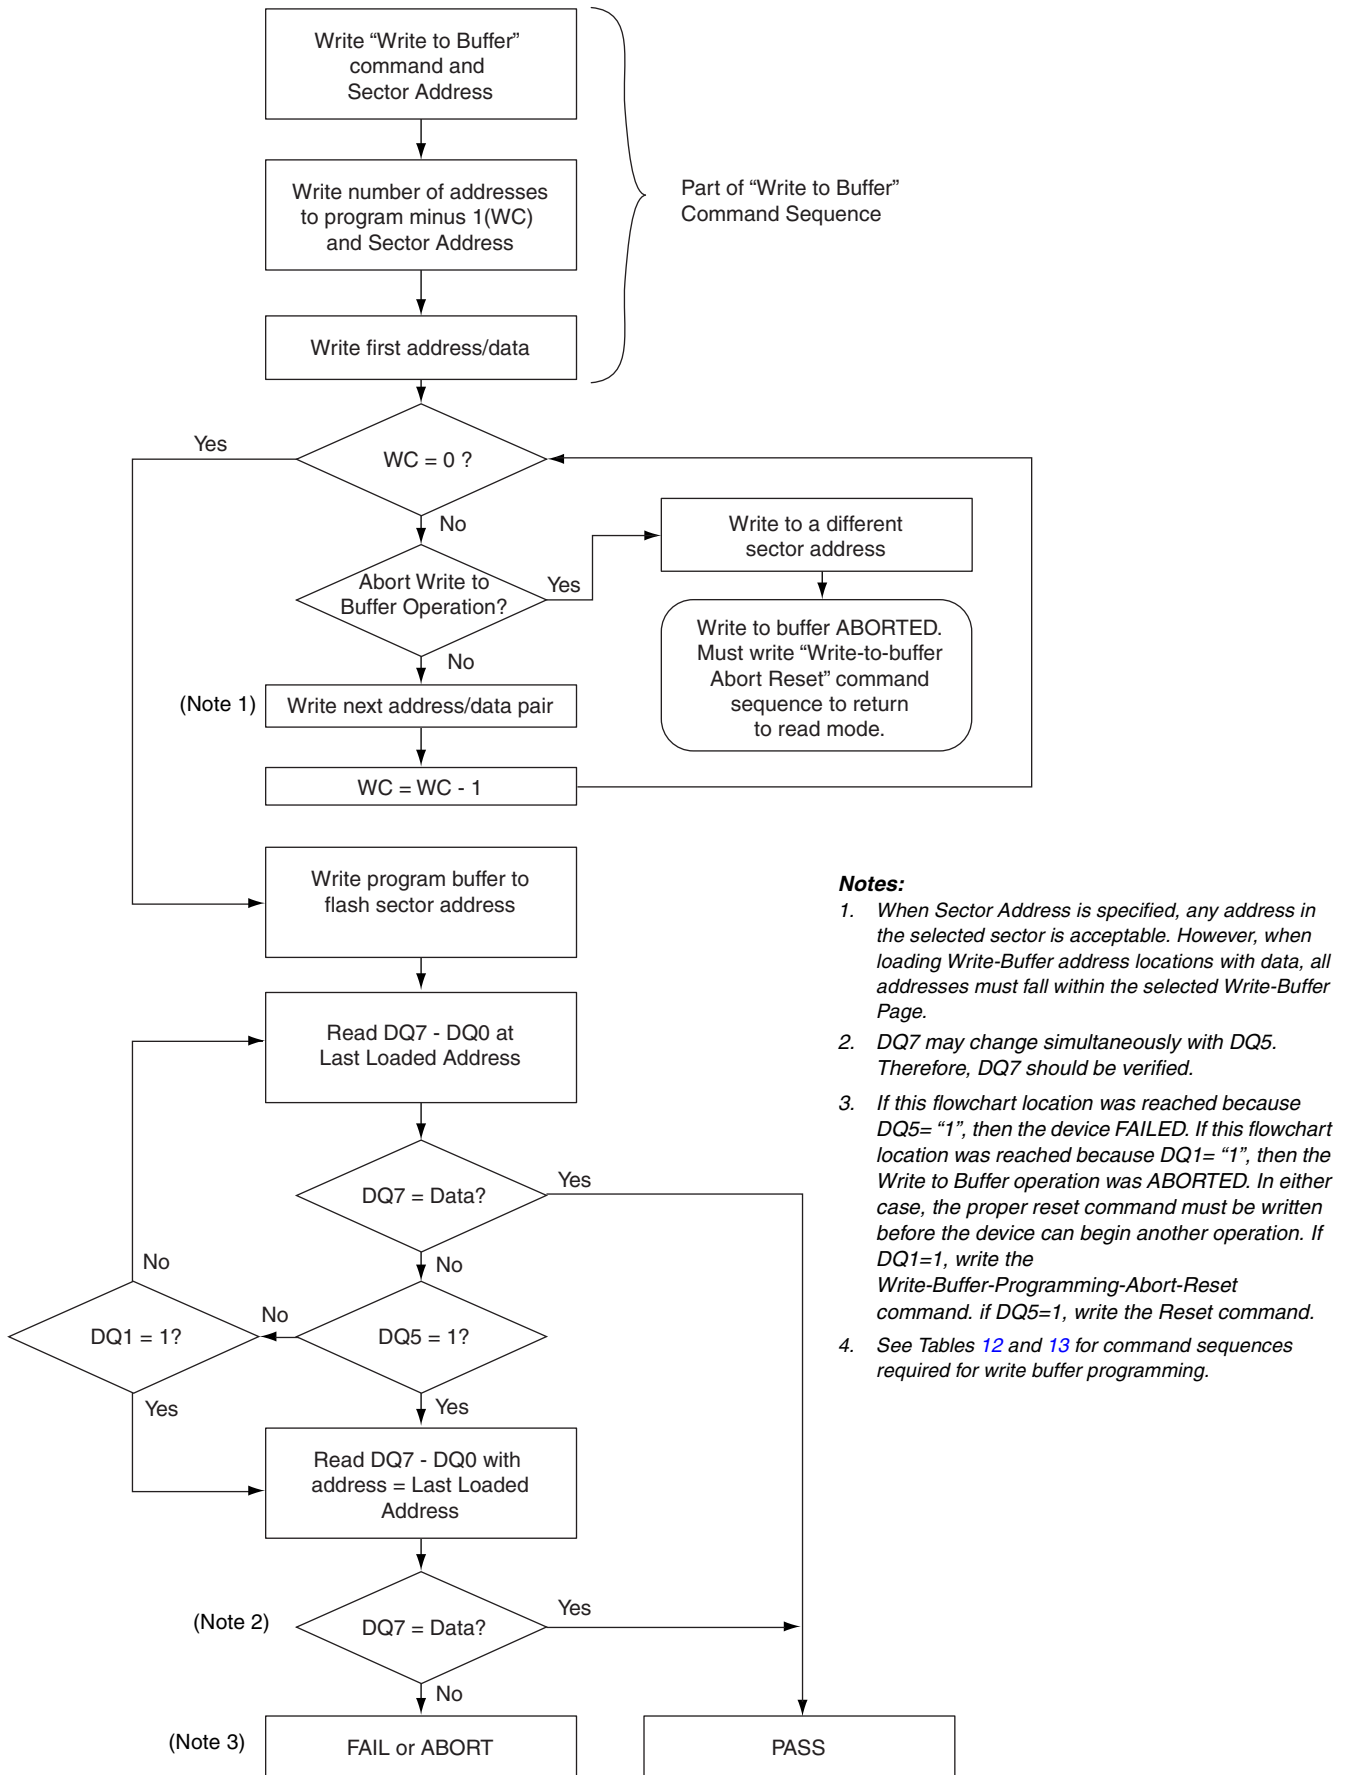 Write “Write to Buffer”
command and
Sector Address
Write number of addresses
to program minus 1(WC)
and Sector Address
Part of “Write to Buffer”
Command Sequence
Write first address/data
Yes
WC = 0 ?
No
Write to a different
sector address
Abort Write to
Buffer Operation?
Yes
Write to buffer ABORTED.
Must write “Write-to-buffer
Abort Reset” command
sequence to return
to read mode.
No
(Note 1)
Write next address/data pair
WC = WC - 1
Write program buffer to
flash sector address
Read DQ7 - DQ0 at
Last Loaded Address
DQ7 = Data?
Yes
No
No
DQ1 = 1?
No
DQ5 = 1?
Yes
Yes
Read DQ7 - DQ0 with
address = Last Loaded
Address
(Note 2)
DQ7 = Data?
Yes
No
(Note 3)
FAIL or ABORT
PASS
Notes:
1. When Sector Address is specified, any address in
the selected sector is acceptable. However, when
loading Write-Buffer address locations with data, all
addresses must fall within the selected Write-Buffer
Page.
2. DQ7 may change simultaneously with DQ5.
Therefore, DQ7 should be verified.
3. If this flowchart location was reached because
DQ5= “1”, then the device FAILED. If this flowchart
location was reached because DQ1= “1”, then the
Write to Buffer operation was ABORTED. In either
case, the proper reset command must be written
before the device can begin another operation. If
DQ1=1, write the
Write-Buffer-Programming-Abort-Reset
command. if DQ5=1, write the Reset command.
4. See Tables 12 and 13 for command sequences
required for write buffer programming.